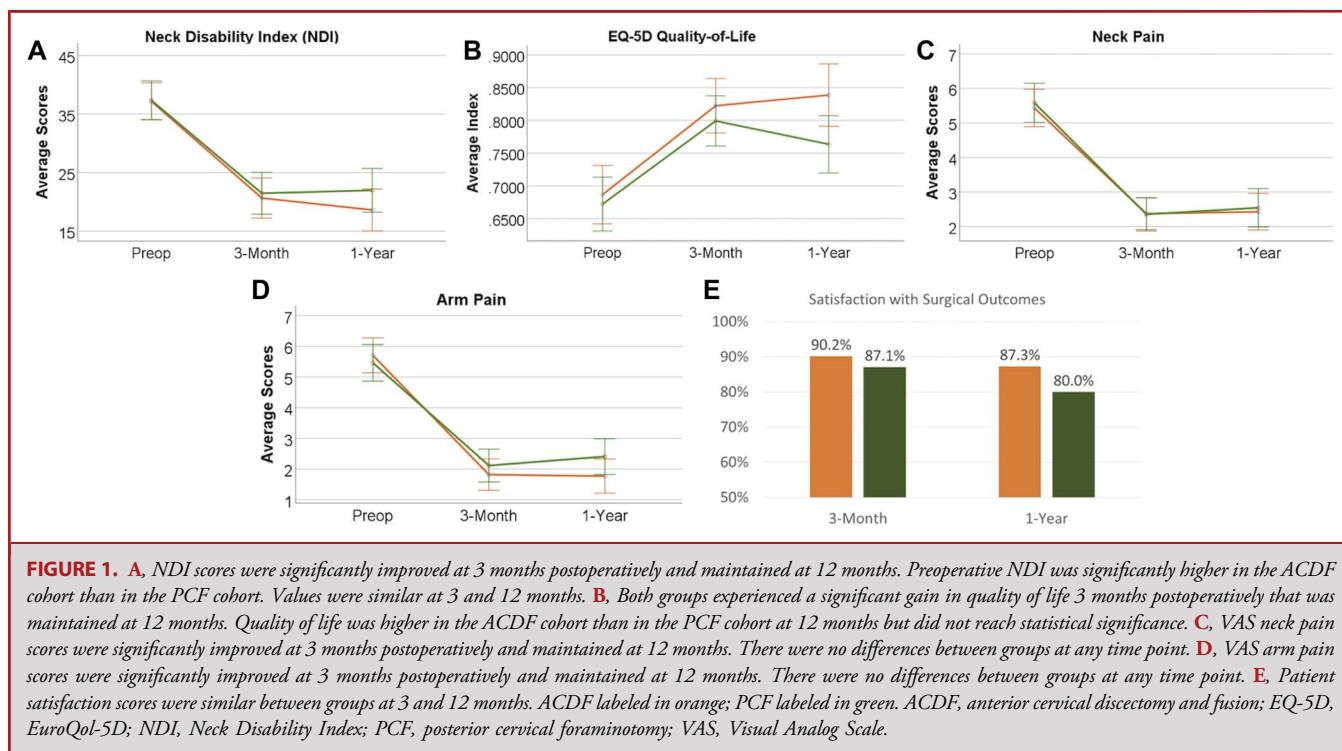 A
Neck Disability Index (NDI)
45
35
25
15
Average Scores
Preop
3-Month
1-Year
B
EQ-5D Quality-of-Life
.9000
.8000
.7000
.6500
Average Index
Preop
3-Month
1-Year
C
Neck Pain
7
6
5
4
3
2
Average Scores
Preop
3-Month
1-Year
D
Arm Pain
7
6
5
4
3
2
1
Average Scores
Preop
3-Month
1-Year
E
Satisfaction with Surgical Outcomes
100%
90%
80%
70%
60%
50%
90.2%
87.1%
87.3%
80.0%
3-Month
1-Year
FIGURE 1. A, NDI scores were significantly improved at 3 months postoperatively and maintained at 12 months. Preoperative NDI was significantly higher in the ACDF
cohort than in the PCF cohort. Values were similar at 3 and 12 months. B, Both groups experienced a significant gain in quality of life 3 months postoperatively that was
maintained at 12 months. Quality of life was higher in the ACDF cohort than in the PCF cohort at 12 months but did not reach statistical significance. C, VAS neck pain
scores were significantly improved at 3 months postoperatively and maintained at 12 months. There were no differences between groups at any time point. D, VAS arm pain
scores were significantly improved at 3 months postoperatively and maintained at 12 months. There were no differences between groups at any time point. E, Patient
satisfaction scores were similar between groups at 3 and 12 months. ACDF labeled in orange; PCF labeled in green. ACDF, anterior cervical discectomy and fusion; EQ-5D,
EuroQol-5D; NDI, Neck Disability Index; PCF, posterior cervical foraminotomy; VAS, Visual Analog Scale.